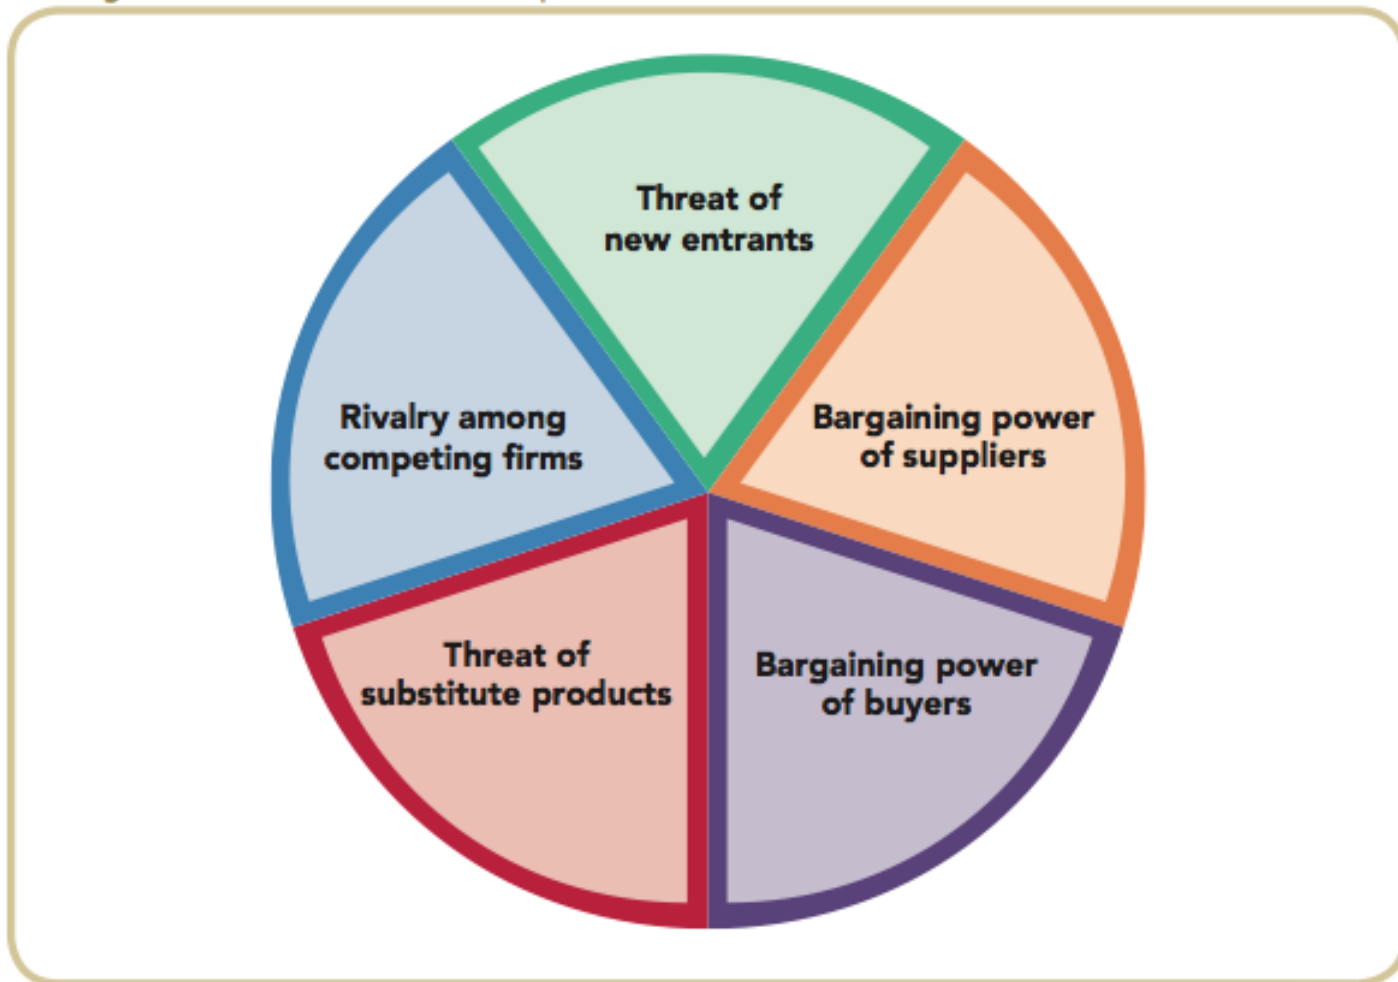 Threat of
new entrants
Bargaining power
of suppliers
Bargaining power
of buyers
Threat of
substitute products
Rivalry among
competing firms